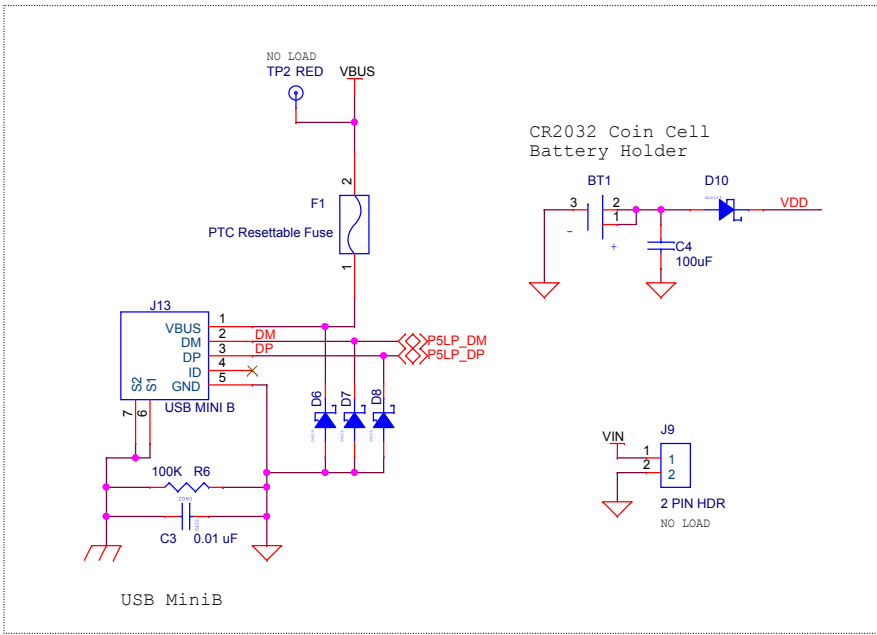 NO LOAD
TP2 RED
VBUS
2
F1
PTC Resettable Fuse
1
CR2032 Coin Cell
Battery Holder
BT1
D10
3
2
1
VDD
-
+
C4
100uF
J13
VBUS
1
DM
2
DM
P5LP_DM
DP
3
DP
P5LP_DP
ID
4
GND
5
S2
S1
USB MINI B
7
6
D6
D7
D8
100K R6
C3 0.01 uF
USB MiniB
VIN
J9
1
1
2
2
2 PIN HDR
NO LOAD